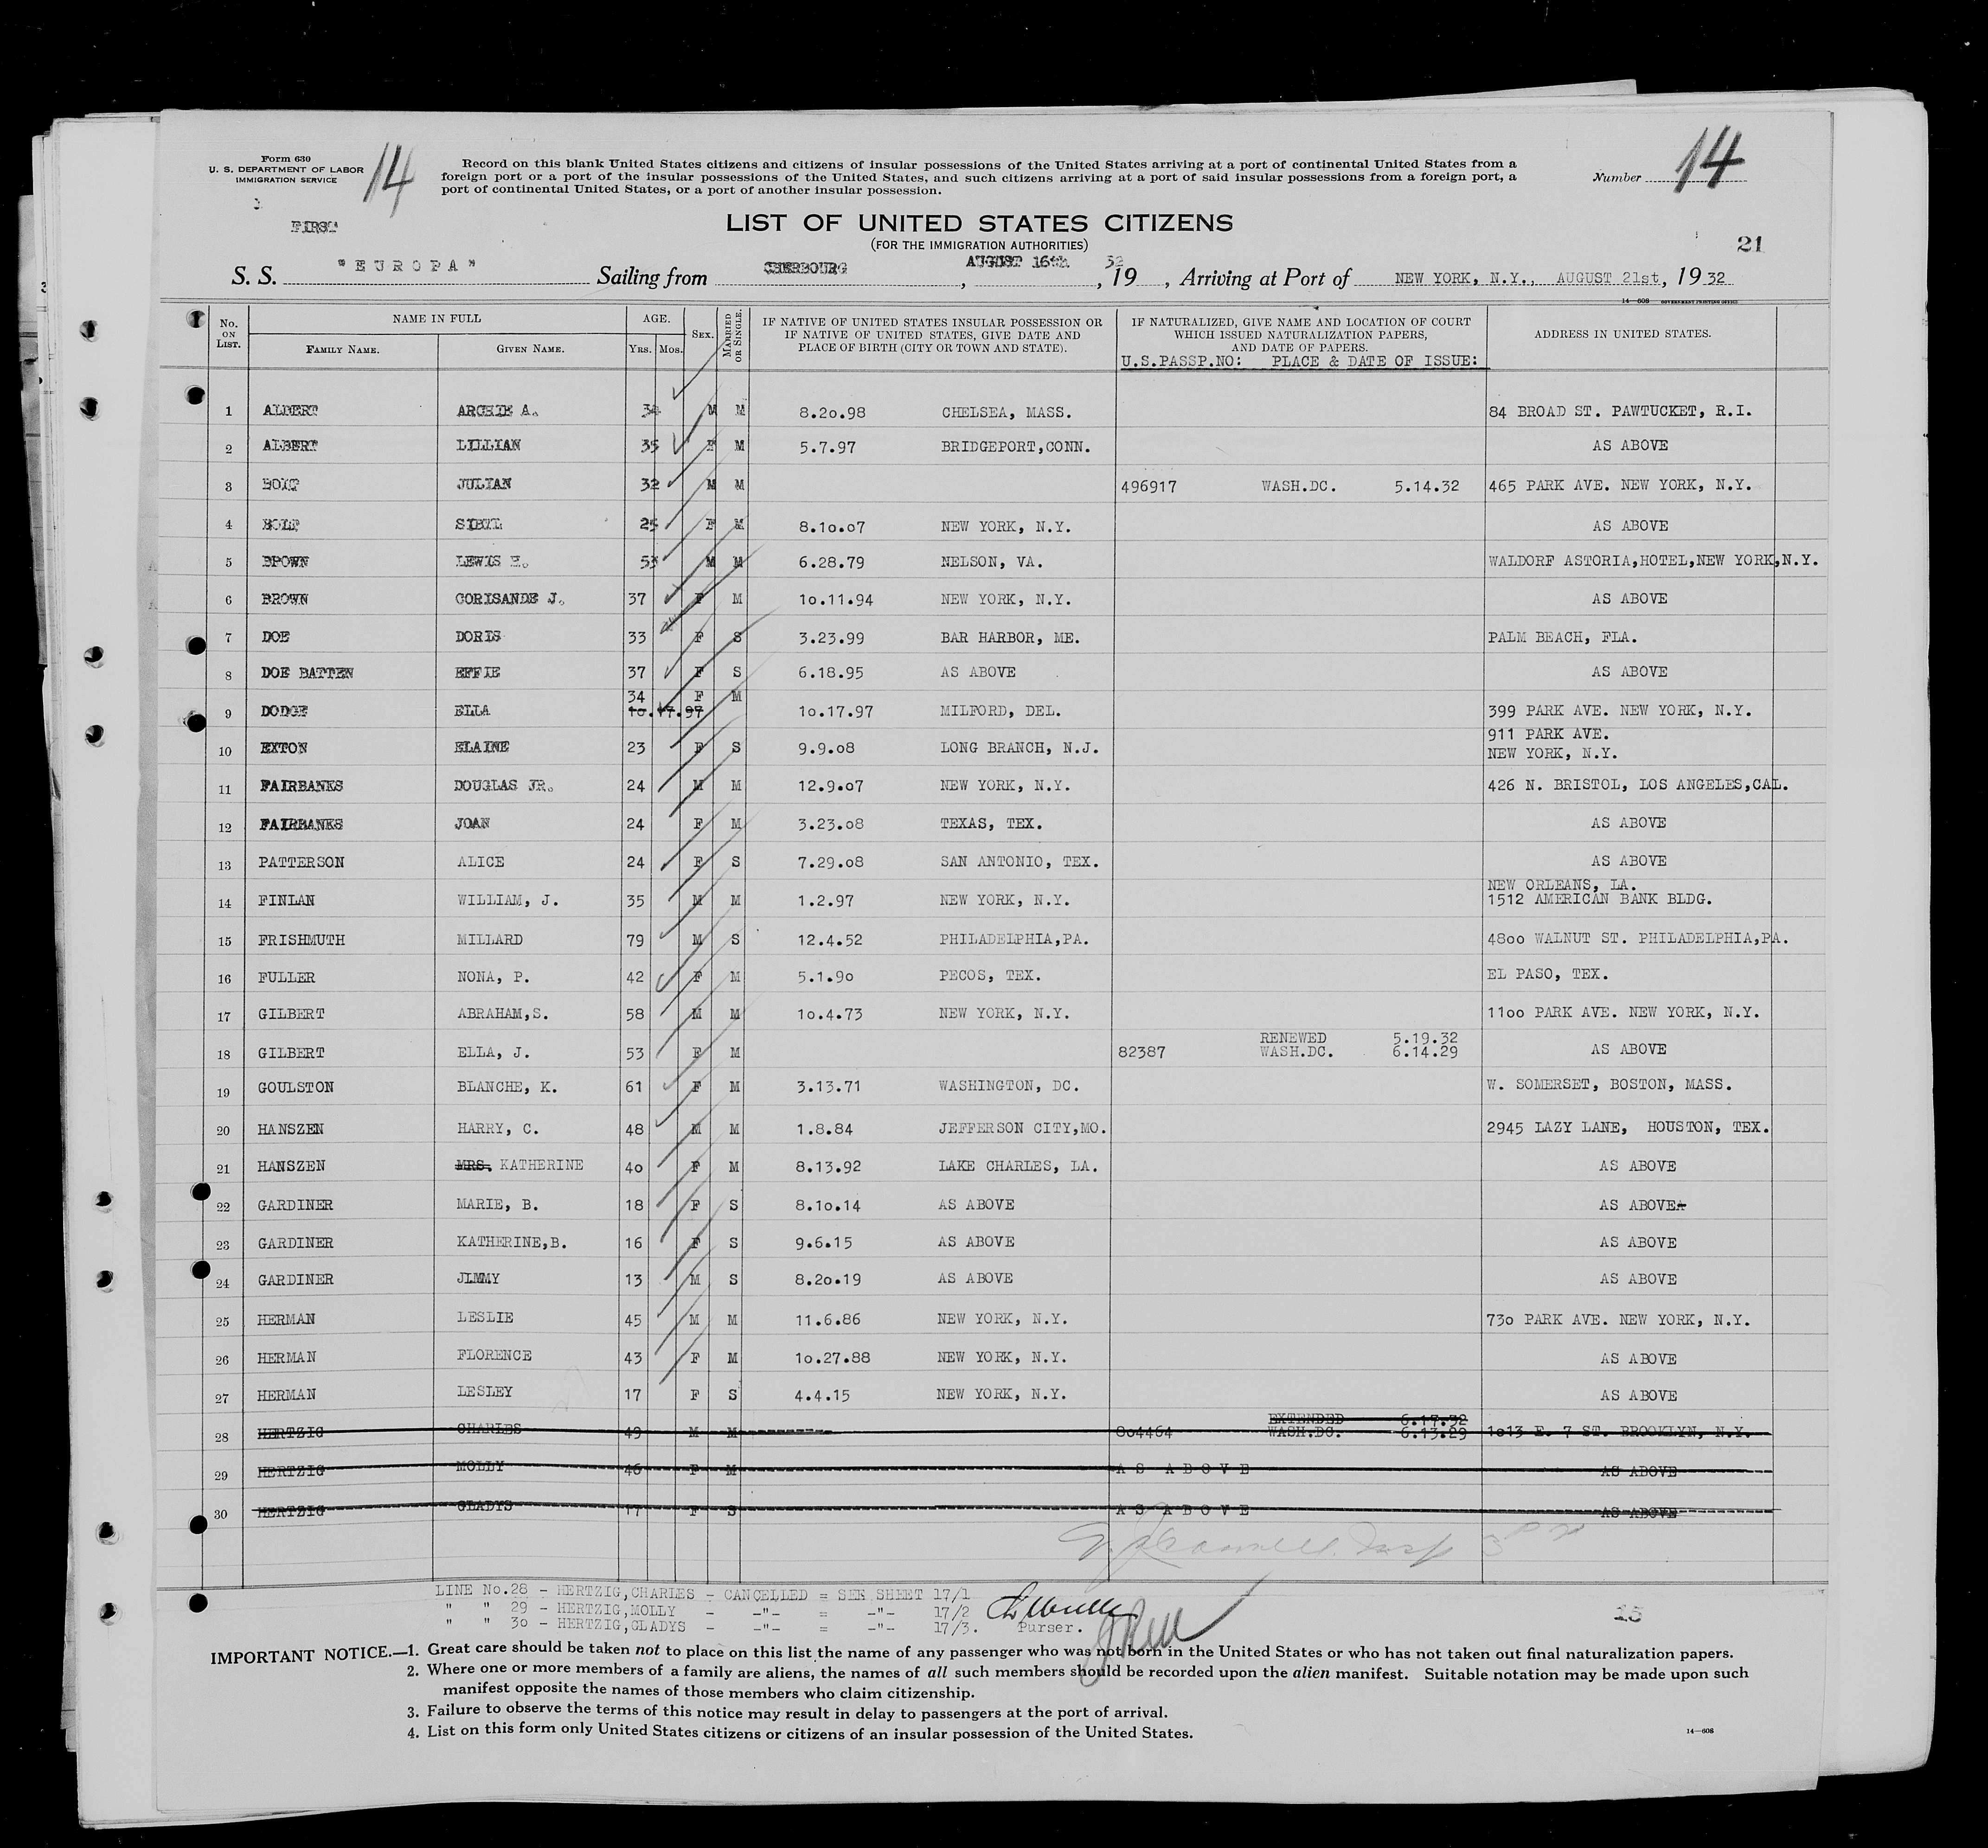 Form 630
U. S. DEPARTMENT OF LABOR
IMMIGRATION SERVICE
14
Record on this blank United States citizens and citizens of insular possessions of the United States arriving at a port of continental United States from a
foreign port or a port of the insular possessions of the United States, and such citizens arriving at a port of said insular possessions from a foreign port, a
port of continental United States, or a port of another insular possession.
Number 14
FIRST
LIST OF UNITED STATES CITIZENS
(FOR THE IMMIGRATION AUTHORITIES)
21
S. S. "EUROPA" Sailing from CHERBOURG, AUGUST 16th, 1932, Arriving at Port of NEW YORK, N.Y., AUGUST 21st, 1932
14—608 GOVERNMENT PRINTING OFFICE
No. ON LIST. NAME IN FULL FAMILY NAME. GIVEN NAME. AGE. YRS. MOS. SEX. MARRIED OR SINGLE. IF NATIVE OF UNITED STATES INSULAR POSSESSION OR IF NATIVE OF UNITED STATES, GIVE DATE AND PLACE OF BIRTH (CITY OR TOWN AND STATE). IF NATURALIZED, GIVE NAME AND LOCATION OF COURT WHICH ISSUED NATURALIZATION PAPERS, AND DATE OF PAPERS. U.S.PASSP.NO: PLACE & DATE OF ISSUE: ADDRESS IN UNITED STATES.
1 ALBERT ARCHIE A. 34 M M 8.20.98 CHELSEA, MASS. 84 BROAD ST. PAWTUCKET, R.I.
2 ALBERT LILLIAN 35 F M 5.7.97 BRIDGEPORT,CONN. AS ABOVE
3 JULIAN 32 M M 496917 WASH.DC. 5.14.32 465 PARK AVE. NEW YORK, N.Y.
4 25 F M 8.10.07 NEW YORK, N.Y. AS ABOVE
5 BROWN LEWIS E. 53 M M 6.28.79 NELSON, VA. WALDORF ASTORIA,HOTEL,NEW YORK,N.Y.
6 BROWN CORISANDE J. 37 F M 10.11.94 NEW YORK, N.Y. AS ABOVE
7 DOE DORIS 33 F S 3.23.99 BAR HARBOR, ME. PALM BEACH, FLA.
8 DOE BATTEN EFFIE 37 F S 6.18.95 AS ABOVE AS ABOVE
9 DODGE ELLA 34 10.17.97 F M 10.17.97 MILFORD, DEL. 399 PARK AVE. NEW YORK, N.Y.
10 EXTON ELAINE 23 F S 9.9.08 LONG BRANCH, N.J. 911 PARK AVE. NEW YORK, N.Y.
11 FAIRBANKS DOUGLAS JR. 24 M M 12.9.07 NEW YORK, N.Y. 426 N. BRISTOL, LOS ANGELES,CAL.
12 FAIRBANKS JOAN 24 F M 3.23.08 TEXAS, TEX. AS ABOVE
13 PATTERSON ALICE 24 F S 7.29.08 SAN ANTONIO, TEX. AS ABOVE
14 FINLAN WILLIAM, J. 35 M M 1.2.97 NEW YORK, N.Y. NEW ORLEANS, LA. 1512 AMERICAN BANK BLDG.
15 FRISHMUTH MILLARD 79 M S 12.4.52 PHILADELPHIA,PA. 4800 WALNUT ST. PHILADELPHIA,PA.
16 FULLER NONA, P. 42 F M 5.1.90 PECOS, TEX. EL PASO, TEX.
17 GILBERT ABRAHAM,S. 58 M M 10.4.73 NEW YORK, N.Y. 1100 PARK AVE. NEW YORK, N.Y.
18 GILBERT ELLA, J. 53 F M 82387 RENEWED 5.19.32 WASH.DC. 6.14.29 AS ABOVE
19 GOULSTON BLANCHE, K. 61 F M 3.13.71 WASHINGTON, DC. W. SOMERSET, BOSTON, MASS.
20 HANSZEN HARRY, C. 48 M M 1.8.84 JEFFERSON CITY,MO. 2945 LAZY LANE, HOUSTON, TEX.
21 HANSZEN MRS. KATHERINE 40 F M 8.13.92 LAKE CHARLES, LA. AS ABOVE
22 GARDINER MARIE, B. 18 F S 8.10.14 AS ABOVE AS ABOVE
23 GARDINER KATHERINE,B. 16 F S 9.6.15 AS ABOVE AS ABOVE
24 GARDINER JIMMY 13 M S 8.20.19 AS ABOVE AS ABOVE
25 HERMAN LESLIE 45 M M 11.6.86 NEW YORK, N.Y. 730 PARK AVE. NEW YORK, N.Y.
26 HERMAN FLORENCE 43 F M 10.27.88 NEW YORK, N.Y. AS ABOVE
27 HERMAN LESLEY 17 F S 4.4.15 NEW YORK, N.Y. AS ABOVE
28 HERTZIG CHARLES 49 M M 804464 EXTENDED 6.17.32 WASH.DC. 6.13.29 1013 E. 7 ST. BROOKLYN, N.Y.
29 HERTZIG MOLLY 46 F M AS ABOVE AS ABOVE
30 HERTZIG GLADYS 17 F S AS ABOVE AS ABOVE
LINE No.28 - HERTZIG,CHARLES - CANCELLED = SEE SHEET 17/1
" " 29 - HERTZIG,MOLLY - -"- = -"- 17/2
" " 30 - HERTZIG,GLADYS - -"- = -"- 17/3. Purser.
15
IMPORTANT NOTICE.—1. Great care should be taken not to place on this list the name of any passenger who was not born in the United States or who has not taken out final naturalization papers.
2. Where one or more members of a family are aliens, the names of all such members should be recorded upon the alien manifest. Suitable notation may be made upon such
manifest opposite the names of those members who claim citizenship.
3. Failure to observe the terms of this notice may result in delay to passengers at the port of arrival.
4. List on this form only United States citizens or citizens of an insular possession of the United States.
14—608